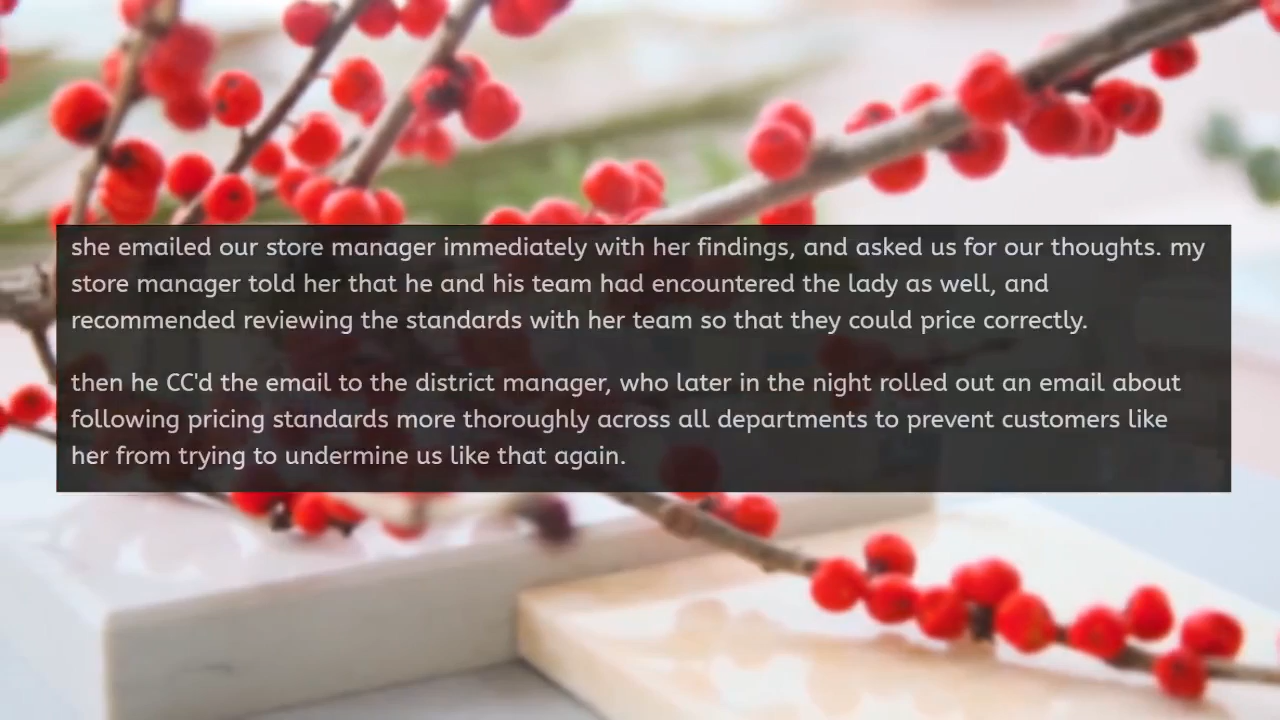 she emailed our store manager immediately with her findings, and asked us for our thoughts. my
store manager told her that he and his team had encountered the lady as well, and
recommended reviewing the standards with her team so that they could price correctly.
then he CC'd the email to the district manager, who later in the night rolled out an email about
following pricing standards more thoroughly across all departments to prevent customers like
her from trying to undermine us like that again.